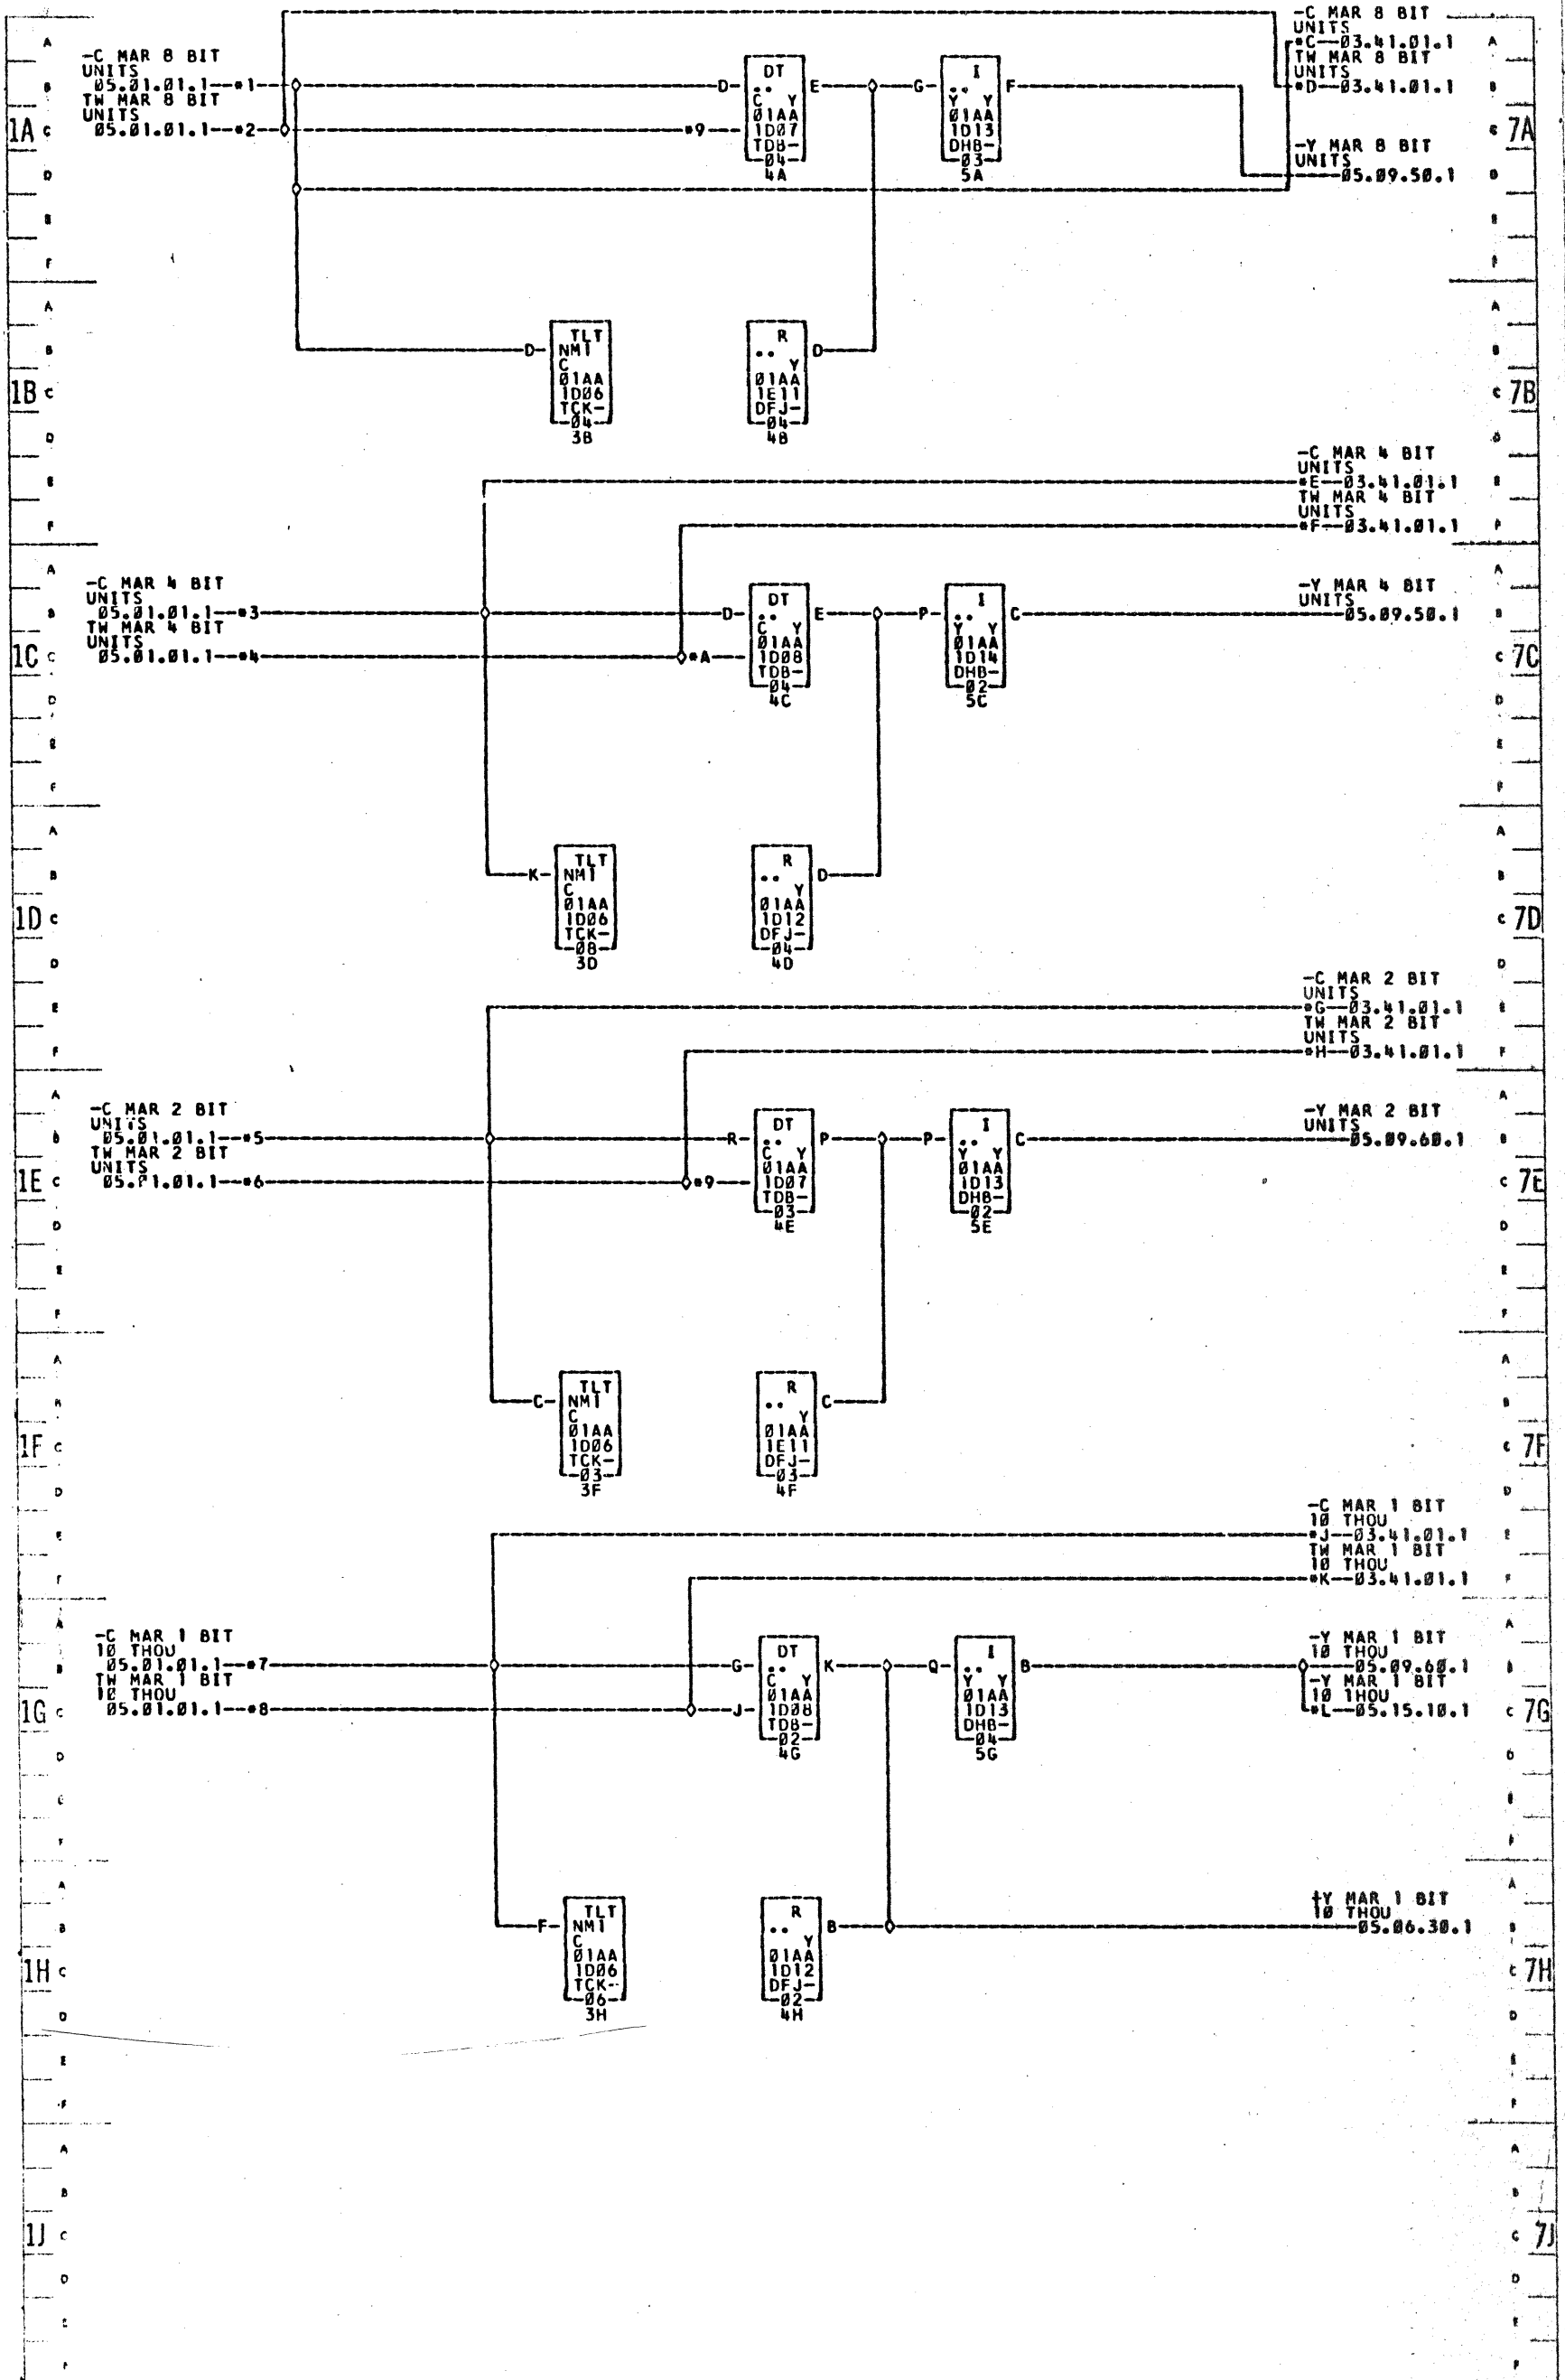 -C MAR 8 BIT
UNITS
05.01.01.1---*1
TW MAR 8 BIT
UNITS
05.01.01.1---*2
1A
D
*9
DT
.. 
C Y
01AA
1D07
TDB-
-04-
4A
E
G
I
..
Y Y
01AA
1D13
DHB-
-03-
5A
F
-C MAR 8 BIT
UNITS
*C--03.41.01.1
TW MAR 8 BIT
UNITS
*D--03.41.01.1
-Y MAR 8 BIT
UNITS
05.09.50.1
7A
1B
D
TLT
NM1
C
01AA
1D06
TCK-
-04-
3B
R
.. Y
01AA
1E11
DFJ-
-04-
4B
D
7B
-C MAR 4 BIT
UNITS
*E--03.41.01.1
TW MAR 4 BIT
UNITS
*F--03.41.01.1
-C MAR 4 BIT
UNITS
05.01.01.1---*3
TW MAR 4 BIT
UNITS
05.01.01.1---*4
1C
D
*A
DT
..
C Y
01AA
1D08
TDB-
-04-
4C
E
P
I
..
Y Y
01AA
1D14
DHB-
-02-
5C
C
-Y MAR 4 BIT
UNITS
05.09.50.1
7C
1D
K
TLT
NM1
C
01AA
1D06
TCK-
-08-
3D
R
.. Y
01AA
1D12
DFJ-
-04-
4D
D
7D
-C MAR 2 BIT
UNITS
*G--03.41.01.1
TW MAR 2 BIT
UNITS
*H--03.41.01.1
-C MAR 2 BIT
UNITS
05.01.01.1---*5
TW MAR 2 BIT
UNITS
05.01.01.1---*6
1E
R
*9
DT
..
C Y
01AA
1D07
TDB-
-03-
4E
P
P
I
..
Y Y
01AA
1D13
DHB-
-02-
5E
C
-Y MAR 2 BIT
UNITS
05.09.60.1
7E
1F
C
TLT
NM1
C
01AA
1D06
TCK-
-03-
3F
R
.. Y
01AA
1E11
DFJ-
-03-
4F
C
7F
-C MAR 1 BIT
10 THOU
*J--03.41.01.1
TW MAR 1 BIT
10 THOU
*K--03.41.01.1
-C MAR 1 BIT
10 THOU
05.01.01.1---*7
TW MAR 1 BIT
10 THOU
05.01.01.1---*8
1G
G
J
DT
..
C Y
01AA
1D08
TDB-
-02-
4G
K
Q
I
..
Y Y
01AA
1D13
DHB-
-04-
5G
B
-Y MAR 1 BIT
10 THOU
05.09.60.1
-Y MAR 1 BIT
10 THOU
*L--05.15.10.1
7G
1H
F
TLT
NM1
C
01AA
1D06
TCK-
-06-
3H
R
.. Y
01AA
1D12
DFJ-
-02-
4H
B
+Y MAR 1 BIT
10 THOU
05.06.30.1
7H
1J
7J